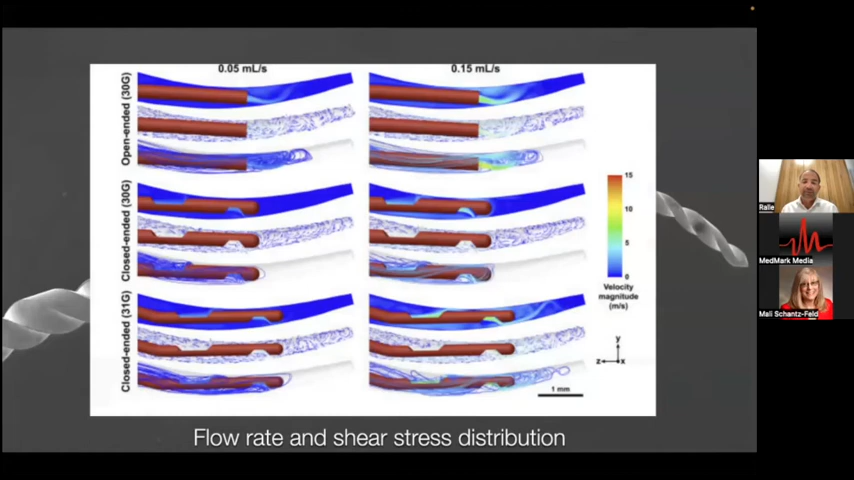 0.05 mL/s
0.15 mL/s
Open-ended (30G)
Closed-ended (30G)
Closed-ended (31G)
15
10
5
0
Velocity
magnitude
(m/s)
y
z
x
1 mm
Flow rate and shear stress distribution
Ralle
MedMark Media
Mali Schantz-Feld